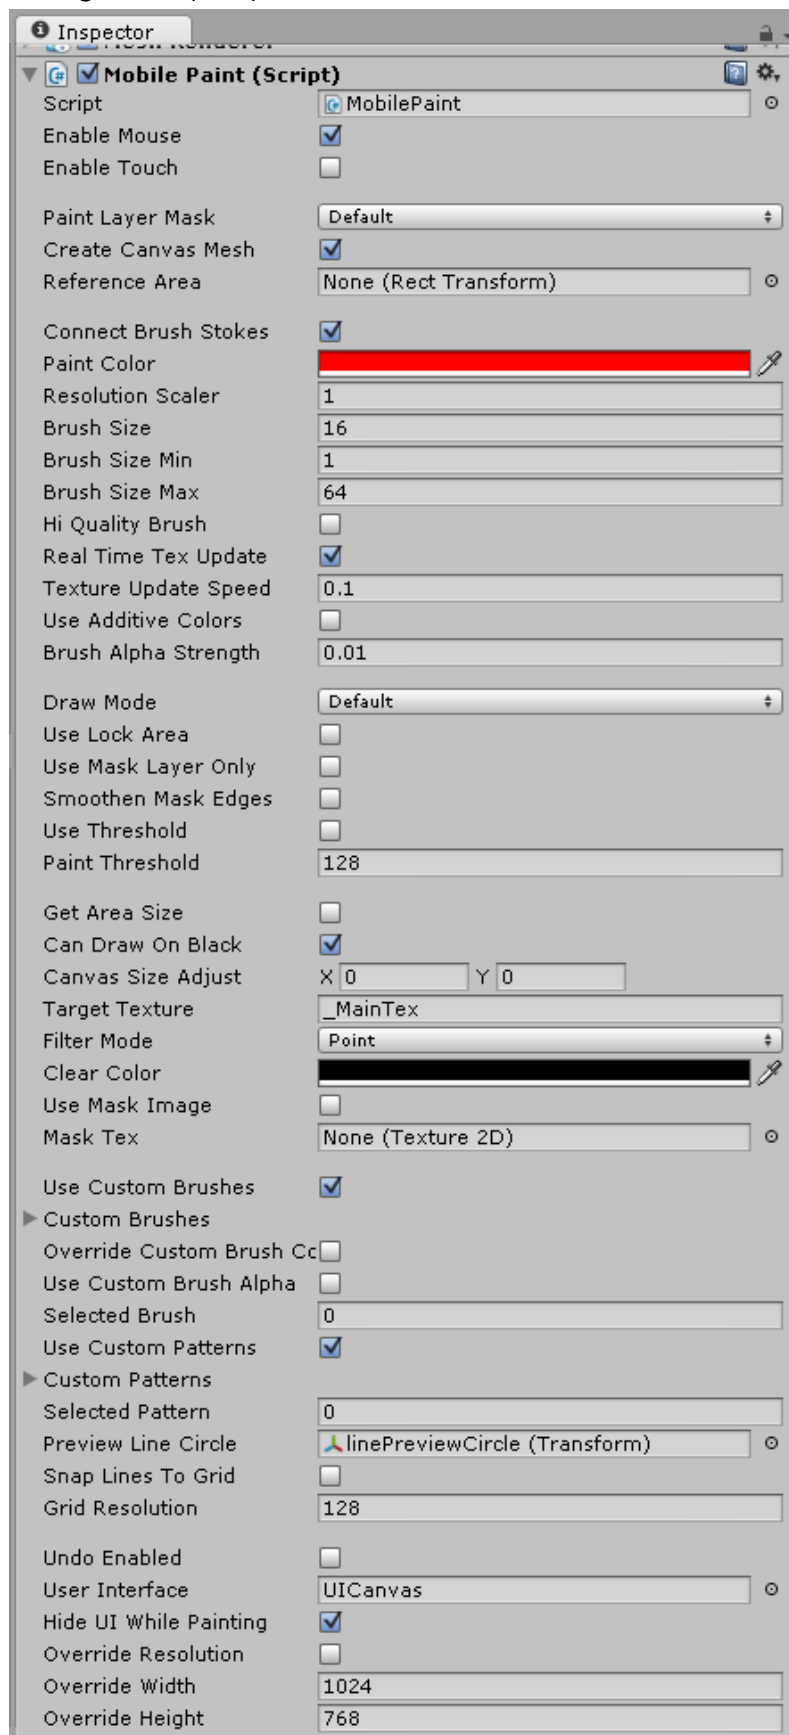 Inspector
Mobile Paint (Script)
Script MobilePaint
Enable Mouse
Enable Touch
Paint Layer Mask Default
Create Canvas Mesh
Reference Area None (Rect Transform)
Connect Brush Stokes
Paint Color
Resolution Scaler 1
Brush Size 16
Brush Size Min 1
Brush Size Max 64
Hi Quality Brush
Real Time Tex Update
Texture Update Speed 0.1
Use Additive Colors
Brush Alpha Strength 0.01
Draw Mode Default
Use Lock Area
Use Mask Layer Only
Smoothen Mask Edges
Use Threshold
Paint Threshold 128
Get Area Size
Can Draw On Black
Canvas Size Adjust X 0 Y 0
Target Texture _MainTex
Filter Mode Point
Clear Color
Use Mask Image
Mask Tex None (Texture 2D)
Use Custom Brushes
Custom Brushes
Override Custom Brush Cc
Use Custom Brush Alpha
Selected Brush 0
Use Custom Patterns
Custom Patterns
Selected Pattern 0
Preview Line Circle linePreviewCircle (Transform)
Snap Lines To Grid
Grid Resolution 128
Undo Enabled
User Interface UICanvas
Hide UI While Painting
Override Resolution
Override Width 1024
Override Height 768